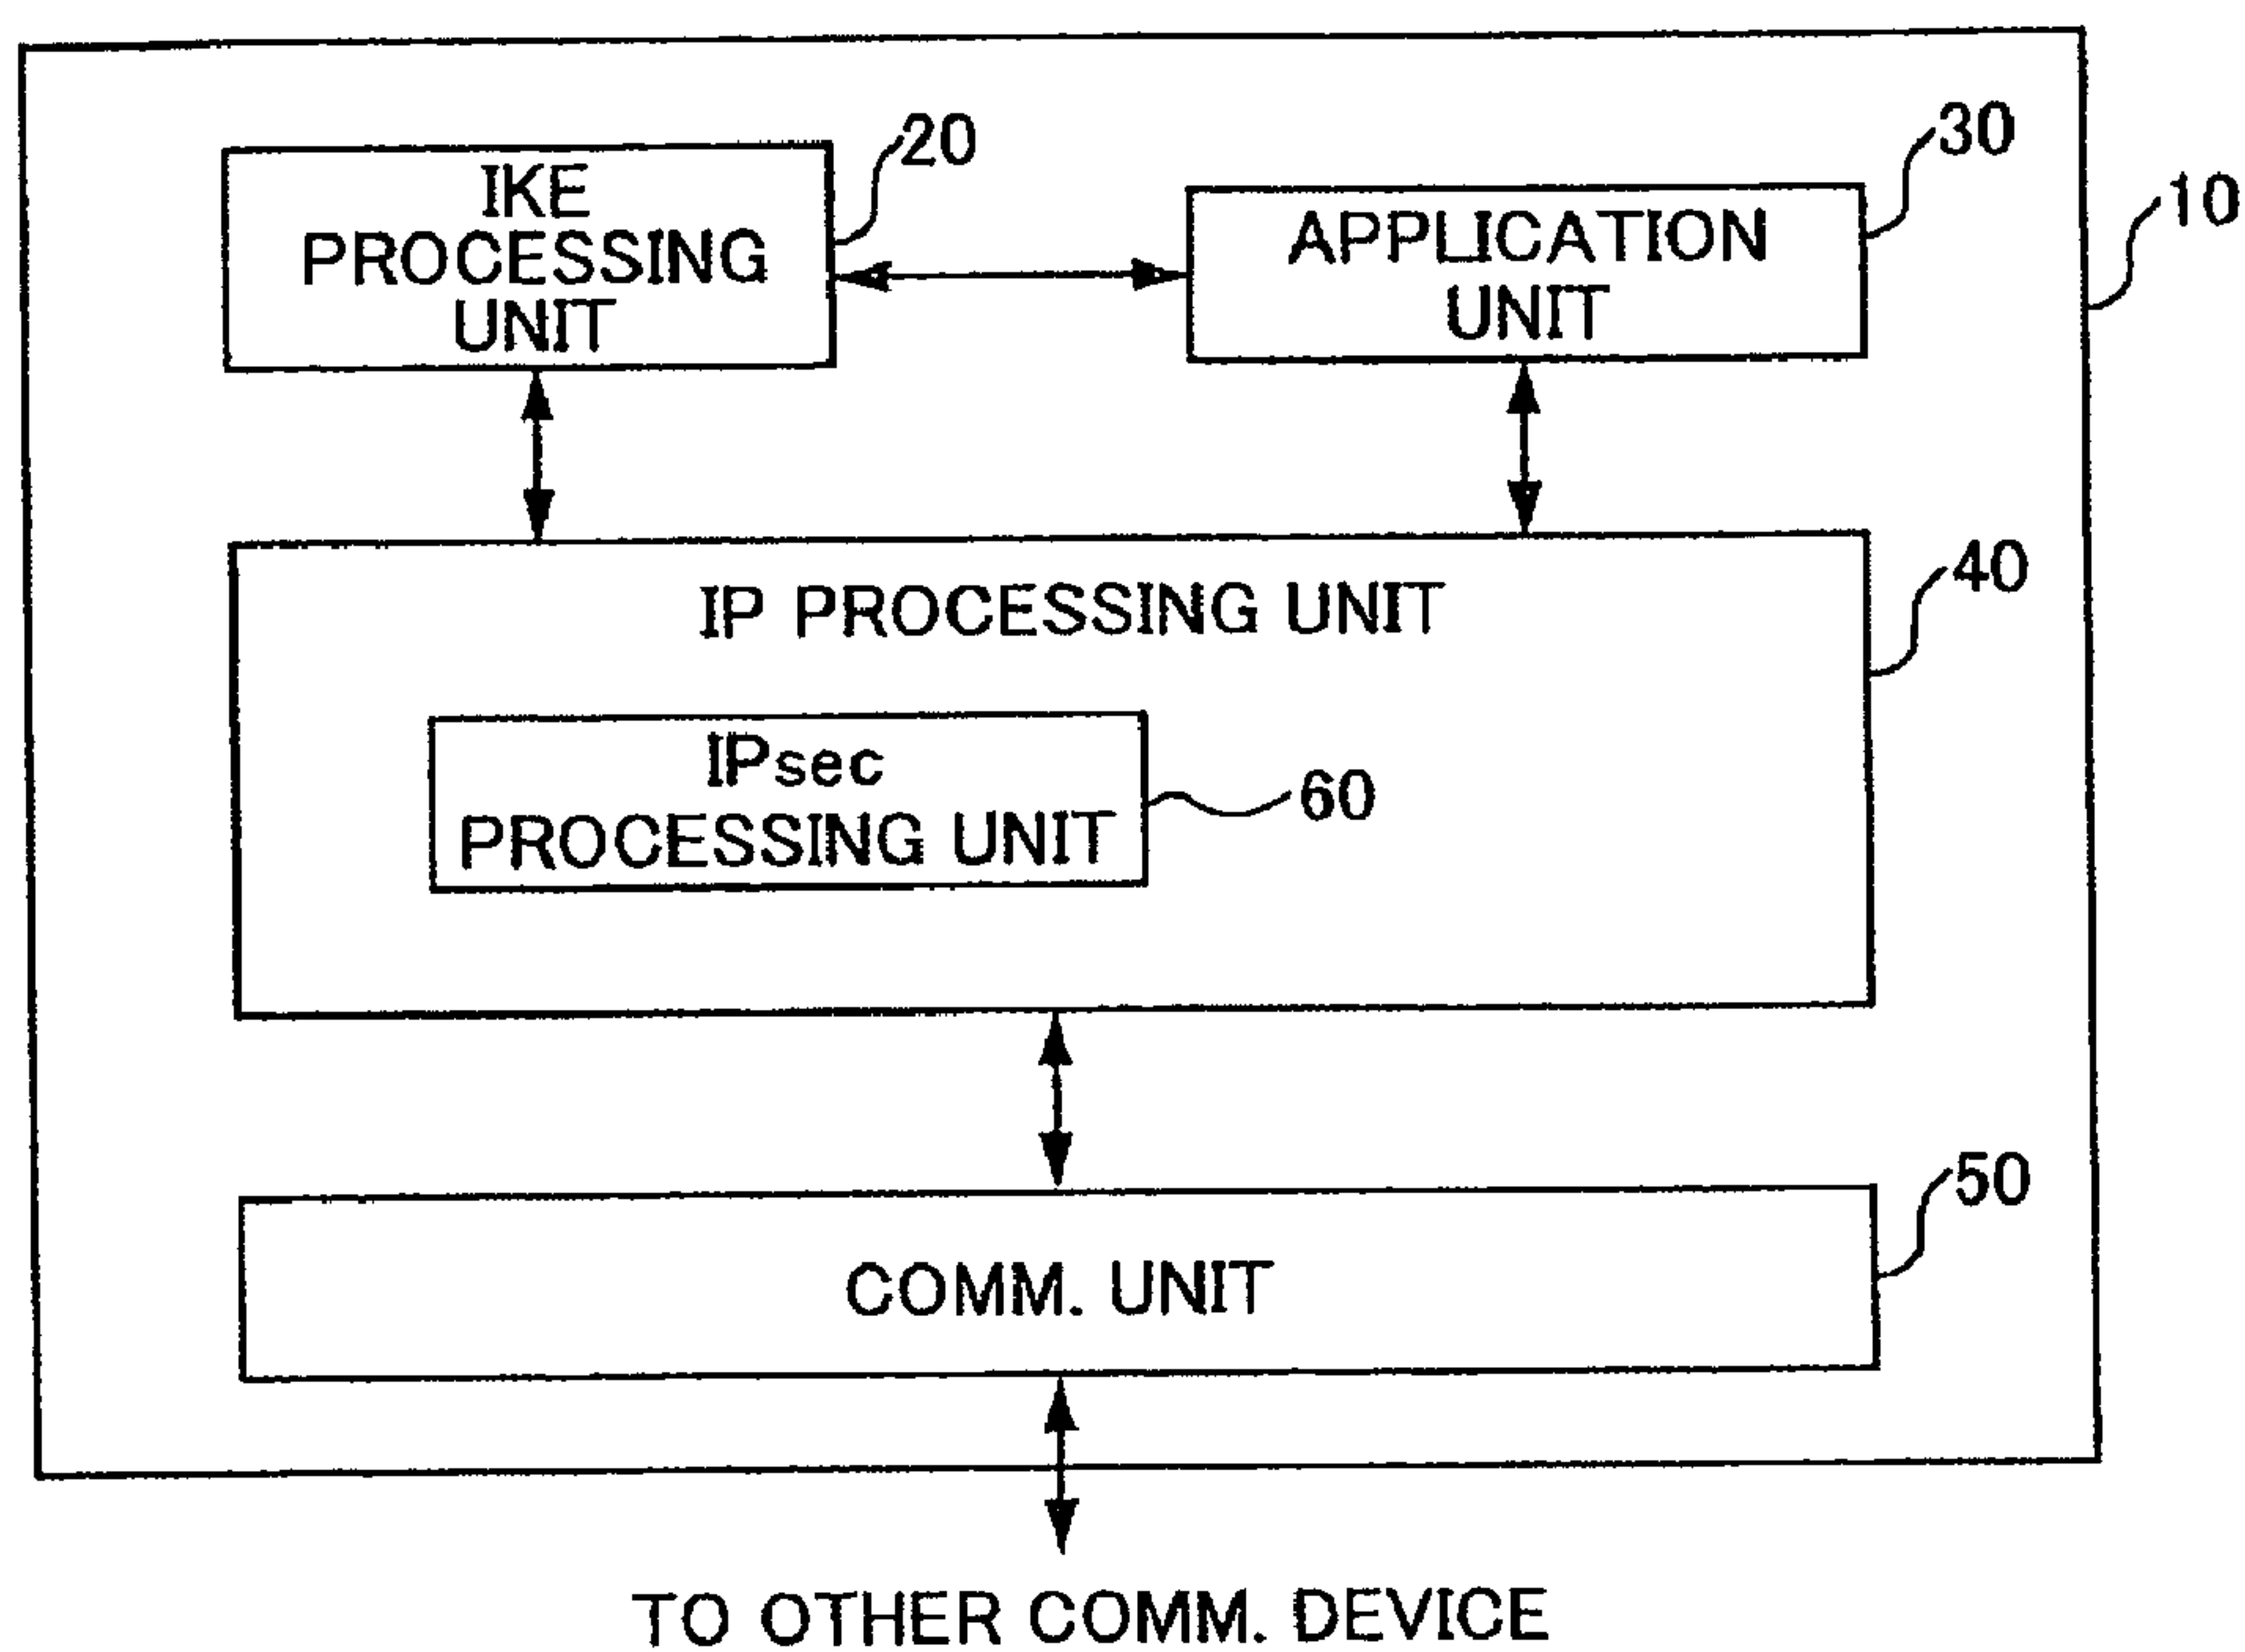 20
30
10
IKE
PROCESSING
UNIT
APPLICATION
UNIT
40
IP PROCESSING UNIT
IPsec
PROCESSING UNIT
60
50
COMM. UNIT
TO OTHER COMM. DEVICE